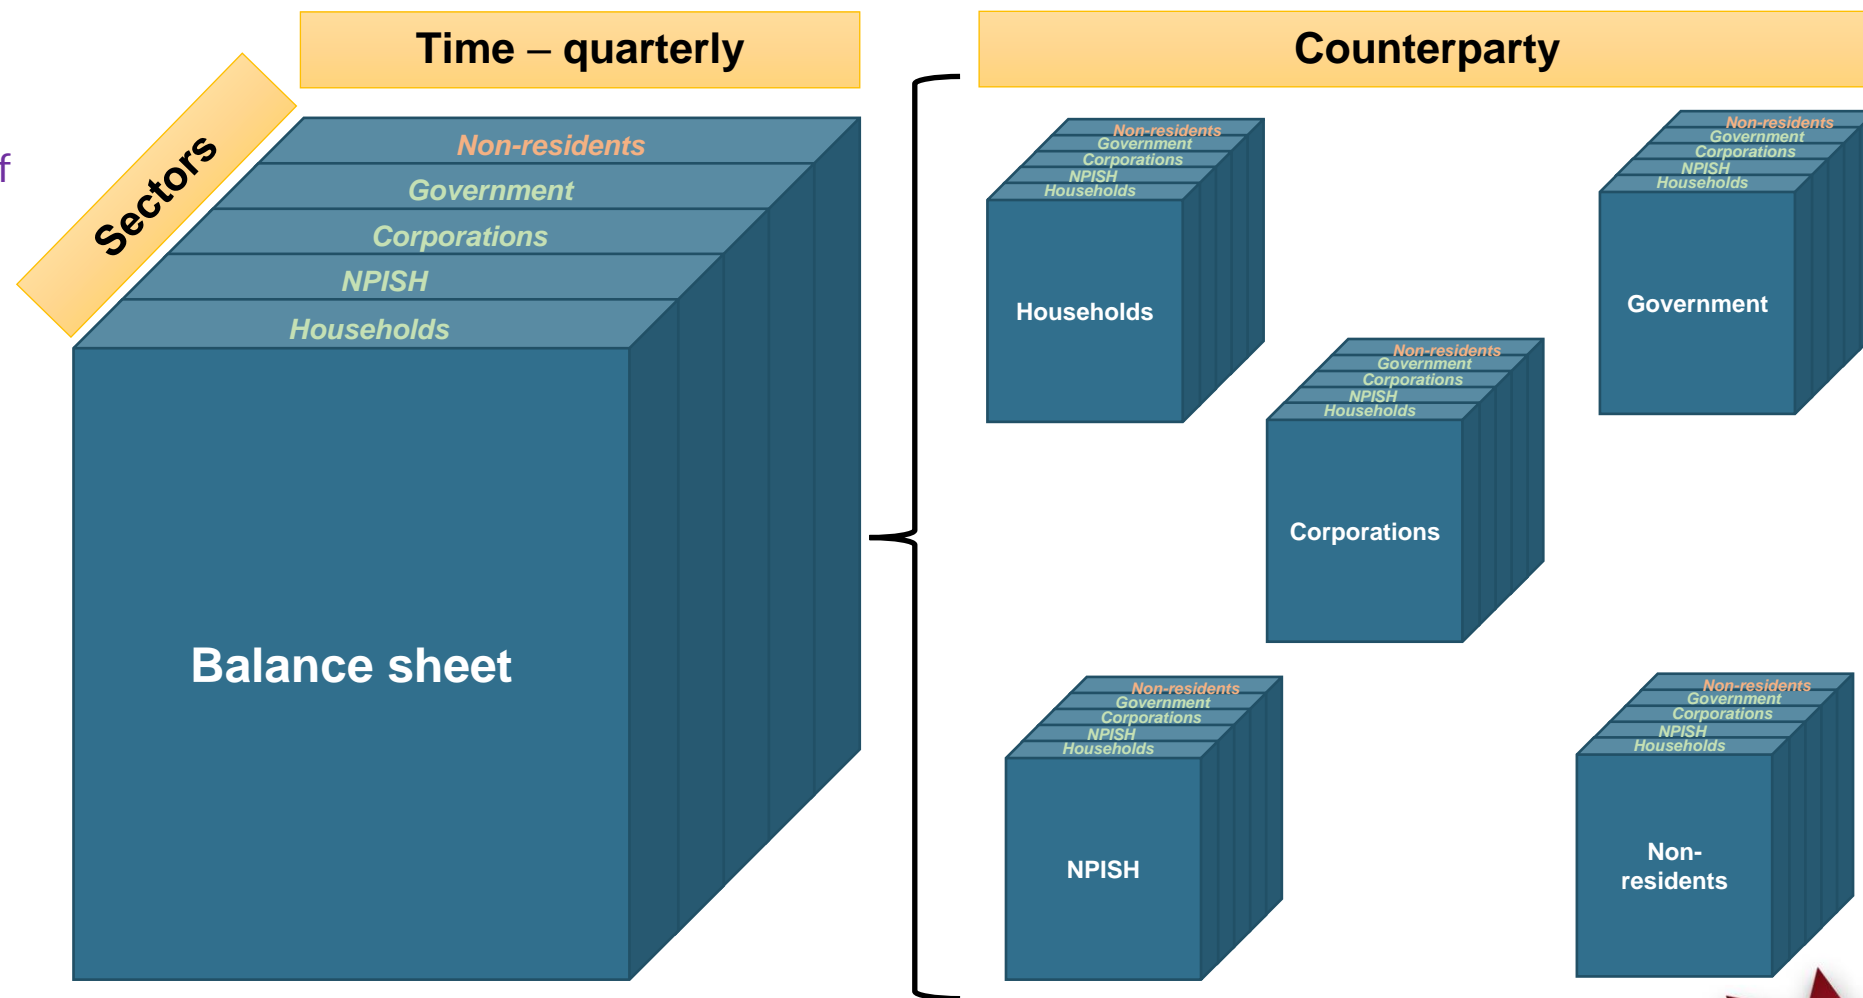 Time – quarterly
Counterparty
f
Sectors
Non-residents
Government
Corporations
NPISH
Households
Balance sheet
Non-residents
Government
Corporations
NPISH
Households
Households
Non-residents
Government
Corporations
NPISH
Households
Government
Non-residents
Government
Corporations
NPISH
Households
Corporations
Non-residents
Government
Corporations
NPISH
Households
NPISH
Non-residents
Government
Corporations
NPISH
Households
Non-
residents